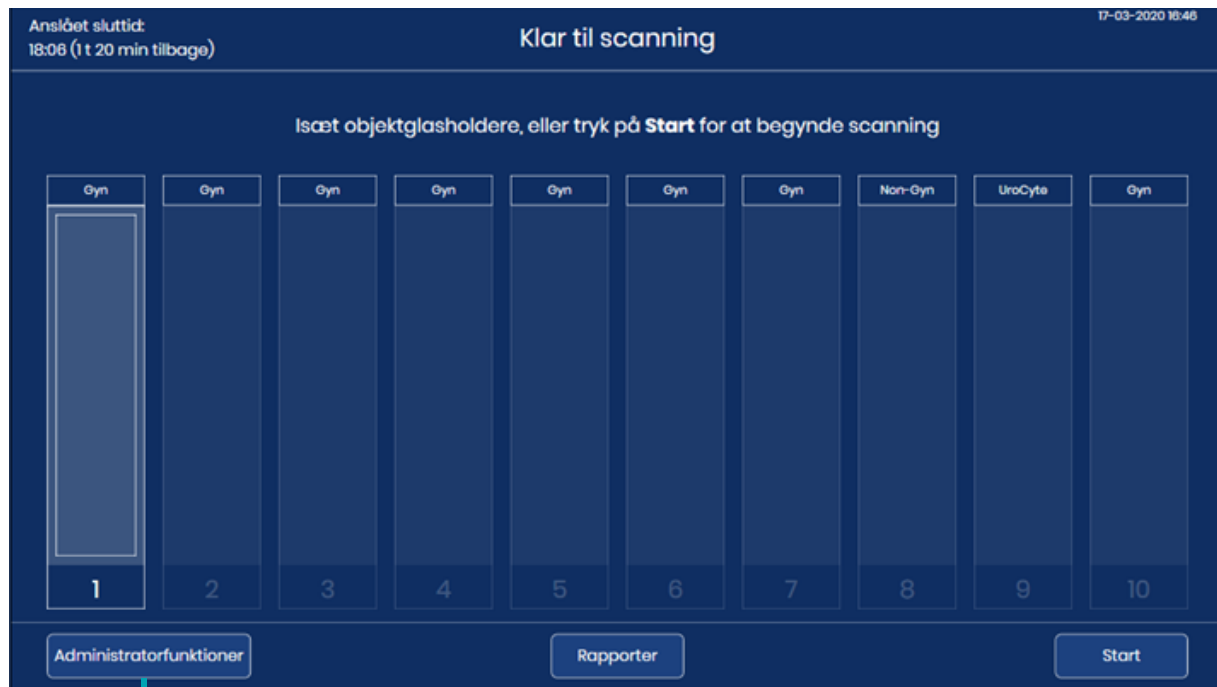 Anslået sluttid:
18:06 (1 t 20 min tilbage)
Klar til scanning
17-03-2020 16:46
Isæt objektglasholdere, eller tryk på Start for at begynde scanning
Gyn Gyn Gyn Gyn Gyn Gyn Gyn Non-Gyn UroCyte Gyn
1 2 3 4 5 6 7 8 9 10
Administratorfunktioner Rapporter Start